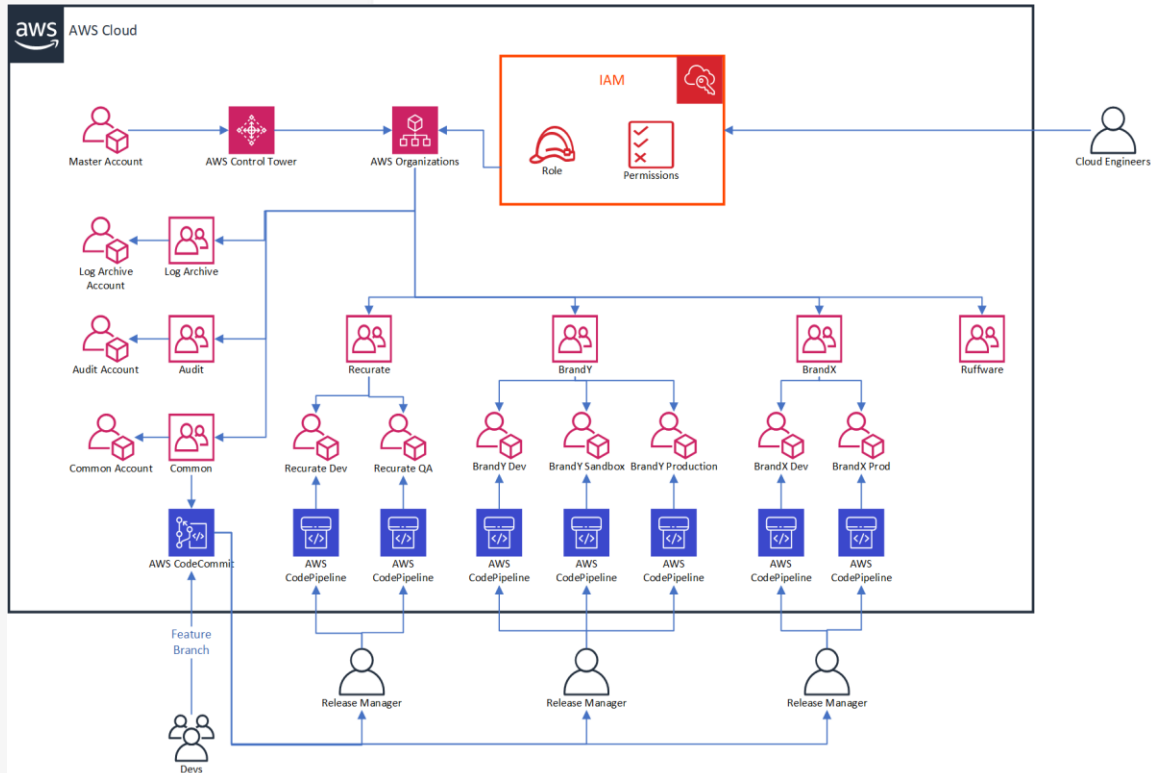 aws
AWS Cloud
IAM
Role
Permissions
Master Account
AWS Control Tower
AWS Organizations
Cloud Engineers
Log Archive
Account
Log Archive
Audit Account
Audit
Recurate
BrandY
BrandX
Ruffware
Common Account
Common
Recurate Dev
Recurate QA
BrandY Dev
BrandY Sandbox
BrandY Production
BrandX Dev
BrandX Prod
AWS CodeCommit
AWS
CodePipeline
AWS
CodePipeline
AWS
CodePipeline
AWS
CodePipeline
AWS
CodePipeline
AWS
CodePipeline
AWS
CodePipeline
Feature
Branch
Release Manager
Release Manager
Release Manager
Devs